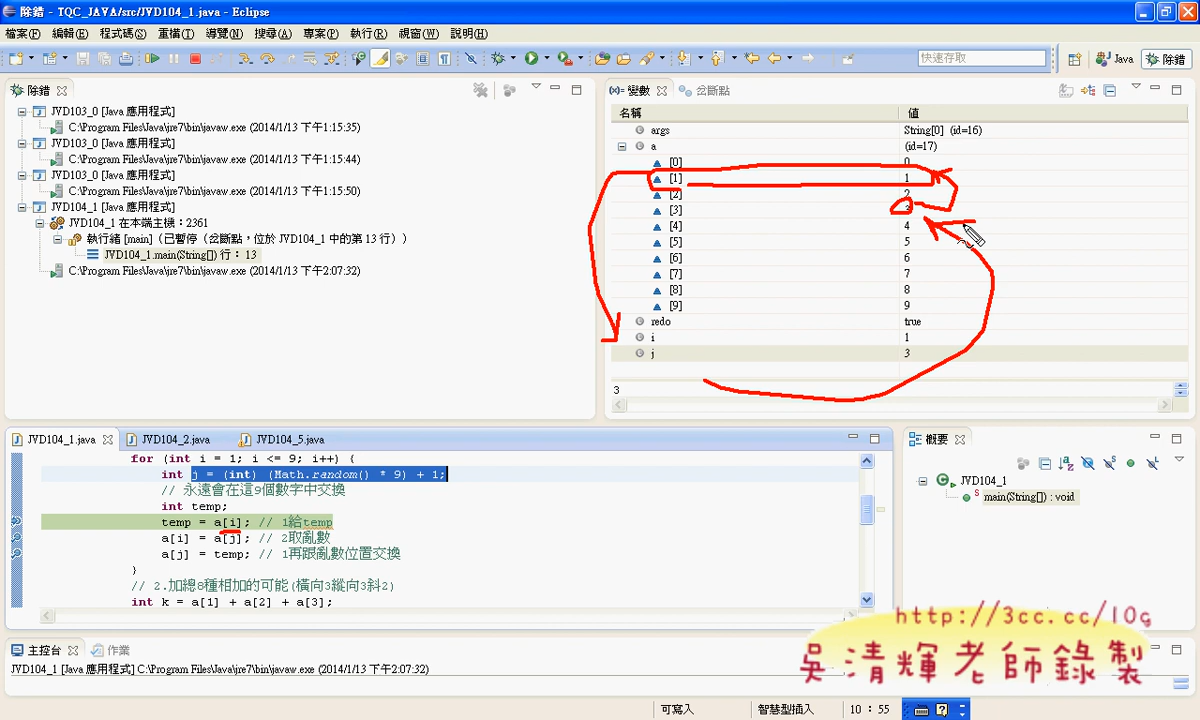 除錯 - TQC_JAVA/src/JVD104_1.java - Eclipse
檔案(F) 編輯(E) 程式碼(S) 重構(T) 導覽(N) 搜尋(A) 專案(P) 執行(R) 視窗(W) 說明(H)
快速存取
Java
除錯
除錯
JVD103_0 [Java 應用程式]
C:\Program Files\Java\jre7\bin\javaw.exe (2014/1/13 下午1:15:35)
JVD103_0 [Java 應用程式]
C:\Program Files\Java\jre7\bin\javaw.exe (2014/1/13 下午1:15:44)
JVD103_0 [Java 應用程式]
C:\Program Files\Java\jre7\bin\javaw.exe (2014/1/13 下午1:15:50)
JVD104_1 [Java 應用程式]
JVD104_1 在本端主機:2361
執行緒 [main] (已暫停 (岔斷點,位於 JVD104_1 中的第 13 行))
JVD104_1.main(String[]) 行: 13
C:\Program Files\Java\jre7\bin\javaw.exe (2014/1/13 下午2:07:32)
(x)= 變數 岔斷點
名稱 值
args String[0] (id=16)
a (id=17)
[0] 0
[1] 1
[2] 2
[3] 3
[4] 4
[5] 5
[6] 6
[7] 7
[8] 8
[9] 9
redo true
i 1
j 3
3
JVD104_1.java JVD104_2.java JVD104_5.java
for (int i = 1; i <= 9; i++) {
int j = (int) (Math.random() * 9) + 1;
// 永遠會在這9個數字中交換
int temp;
temp = a[i]; // 1給temp
a[i] = a[j]; // 2取亂數
a[j] = temp; // 1再跟亂數位置交換
}
// 2.加總8種相加的可能(橫向3縱向3斜2)
int k = a[1] + a[2] + a[3];
概要
JVD104_1
main(String[]) : void
http://3cc.cc/10g
吳清輝老師錄製
主控台 作業
JVD104_1 [Java 應用程式] C:\Program Files\Java\jre7\bin\javaw.exe (2014/1/13 下午2:07:32)
可寫入 智慧型插入 10 : 55